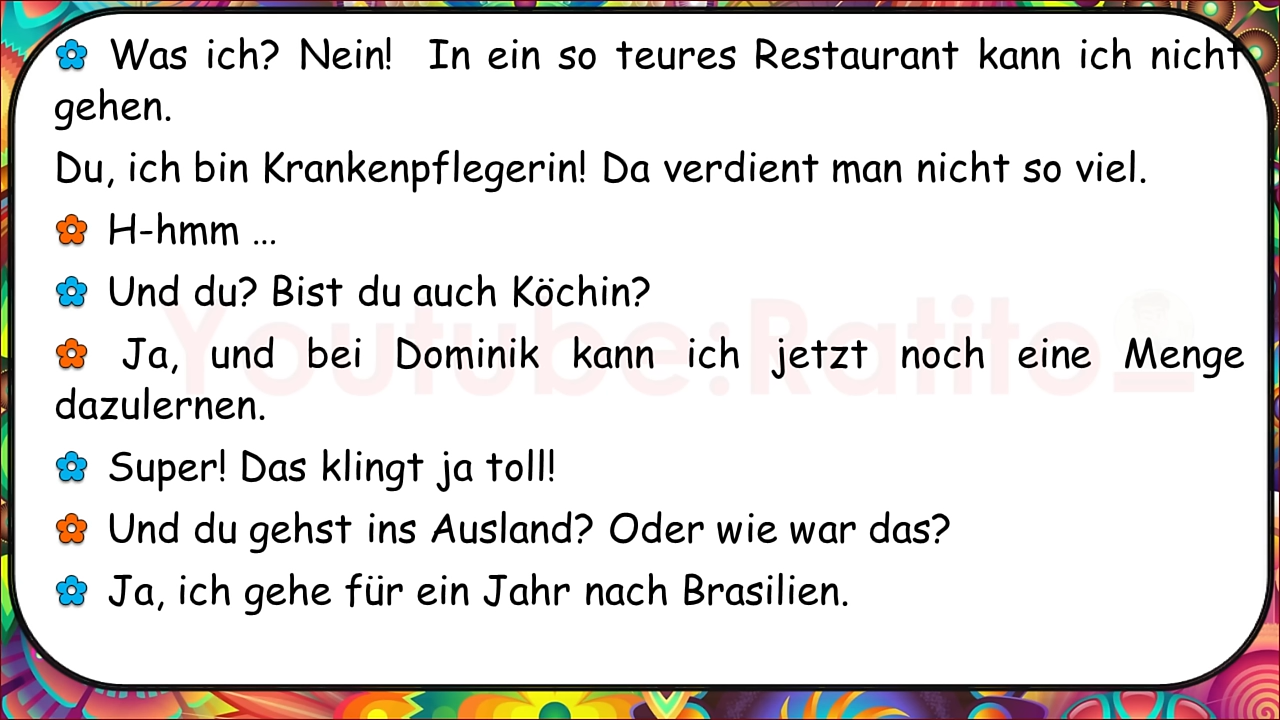 Was ich? Nein! In ein so teures Restaurant kann ich nicht
gehen.
Du, ich bin Krankenpflegerin! Da verdient man nicht so viel.
H-hmm …
Und du? Bist du auch Köchin?
Ja, und bei Dominik kann ich jetzt noch eine Menge
dazulernen.
Super! Das klingt ja toll!
Und du gehst ins Ausland? Oder wie war das?
Ja, ich gehe für ein Jahr nach Brasilien.
Youtube:Ratite